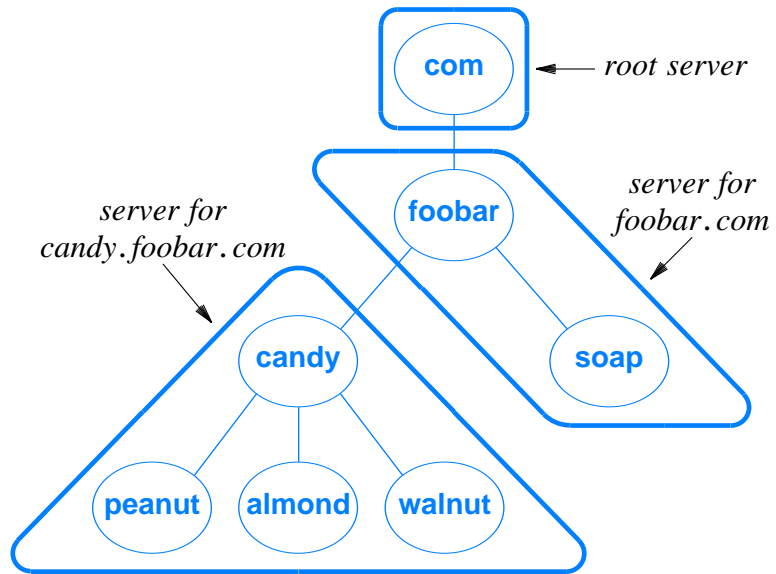 com
root server
foobar
server for
foobar.com
server for
candy.foobar.com
candy
soap
peanut
almond
walnut